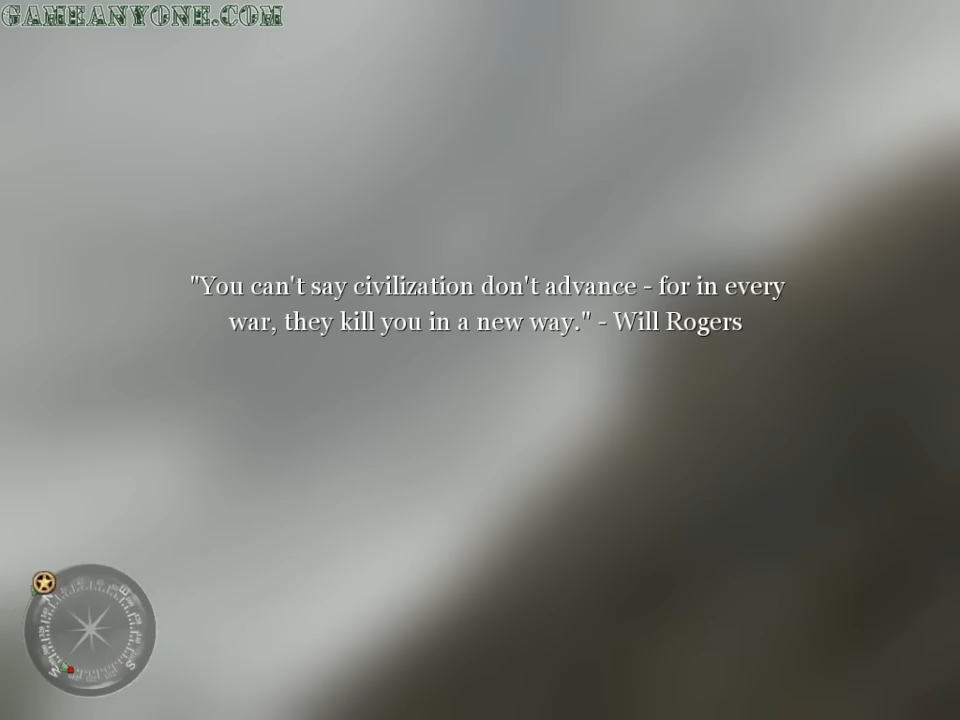 GAMEANYONE.COM
"You can't say civilization don't advance - for in every
war, they kill you in a new way." - Will Rogers
W
S